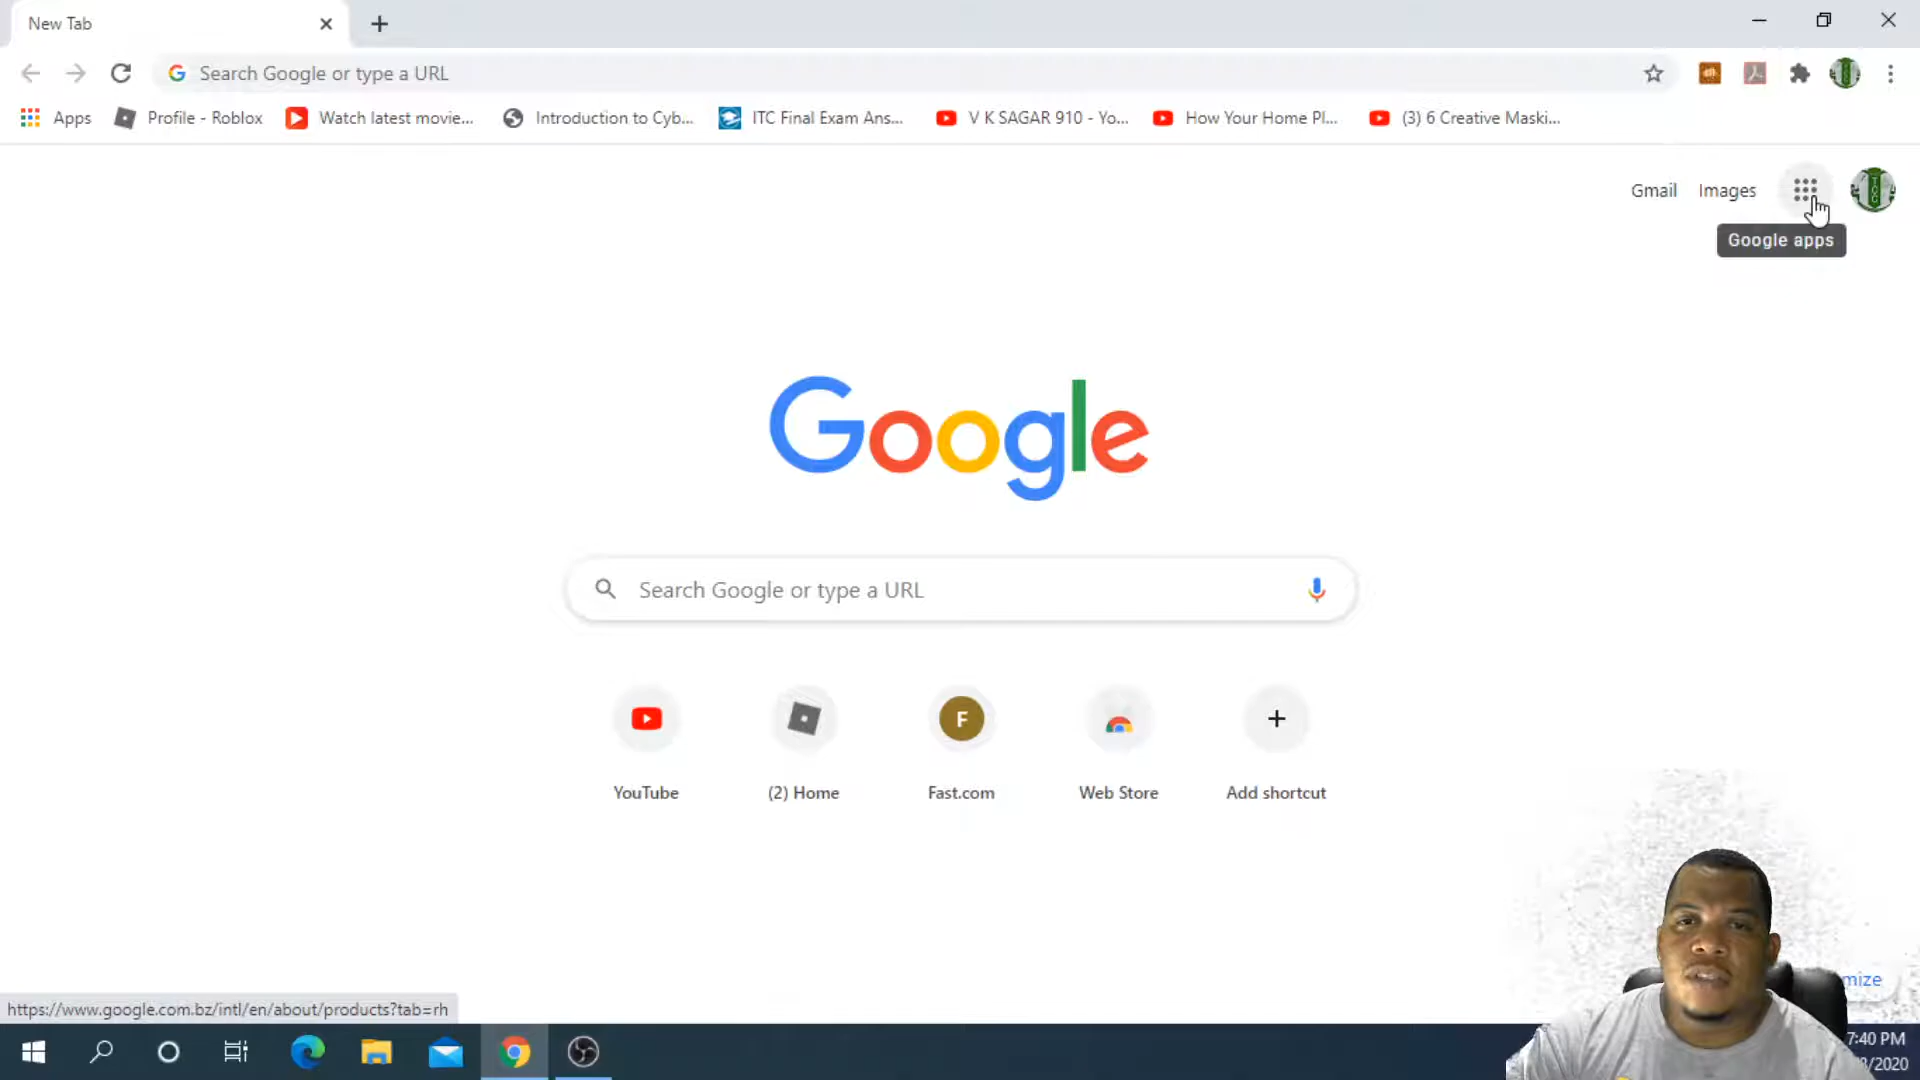 New Tab
Search Google or type a URL
Apps
Profile - Roblox
Watch latest movie...
Introduction to Cyb...
ITC Final Exam Ans...
V K SAGAR 910 - Yo...
How Your Home Pl...
(3) 6 Creative Maski...
Gmail
Images
Google apps
Google
Search Google or type a URL
F
YouTube
(2) Home
Fast.com
Web Store
Add shortcut
mize
https://www.google.com.bz/intl/en/about/products?tab=rh
7:40 PM
/2020